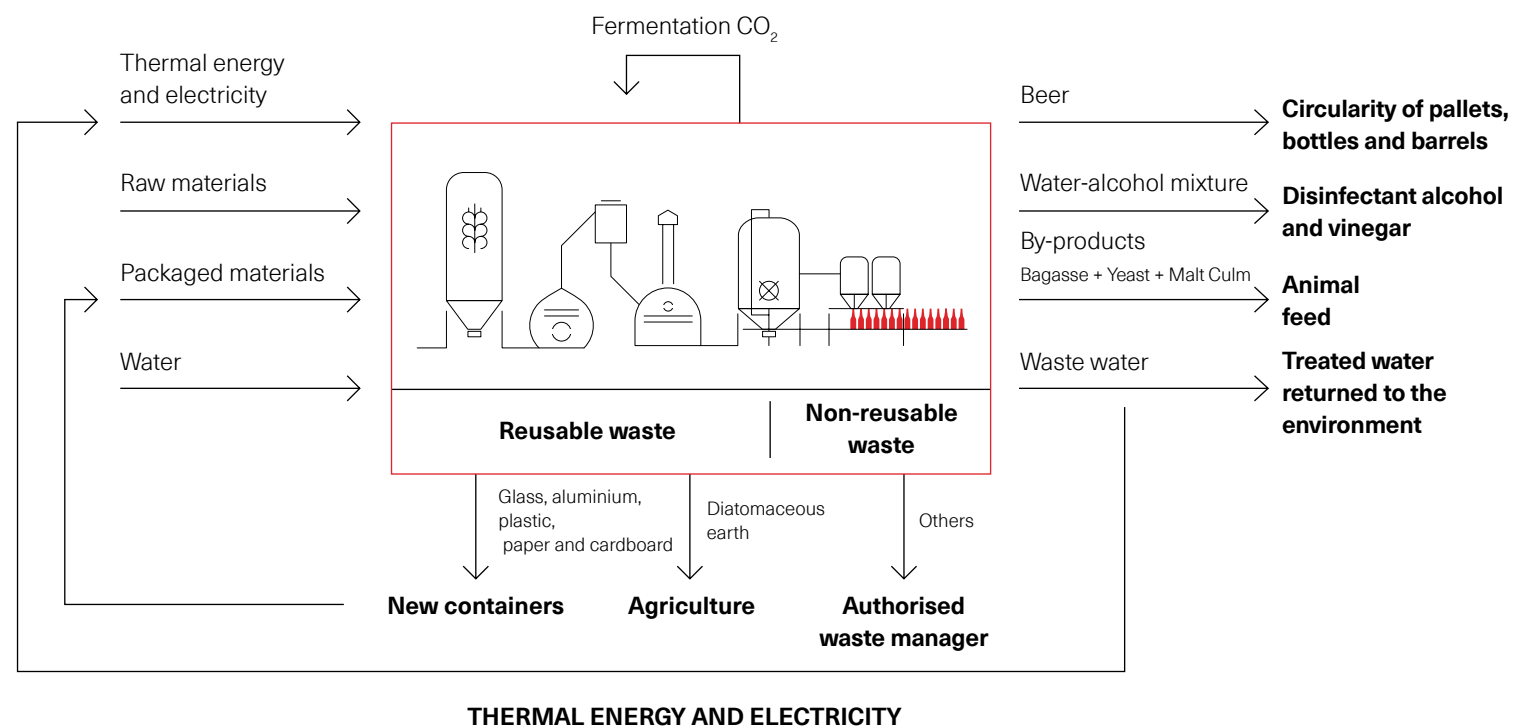 Fermentation CO₂
Thermal energy
and electricity
Raw materials
Packaged materials
Water
Beer
Circularity of pallets,
bottles and barrels
Water-alcohol mixture
Disinfectant alcohol
and vinegar
By-products
Bagasse + Yeast + Malt Culm
Animal
feed
Waste water
Treated water
returned to the
environment
Reusable waste
Non-reusable
waste
Glass, aluminium,
plastic,
paper and cardboard
Diatomaceous
earth
Others
New containers
Agriculture
Authorised
waste manager
THERMAL ENERGY AND ELECTRICITY